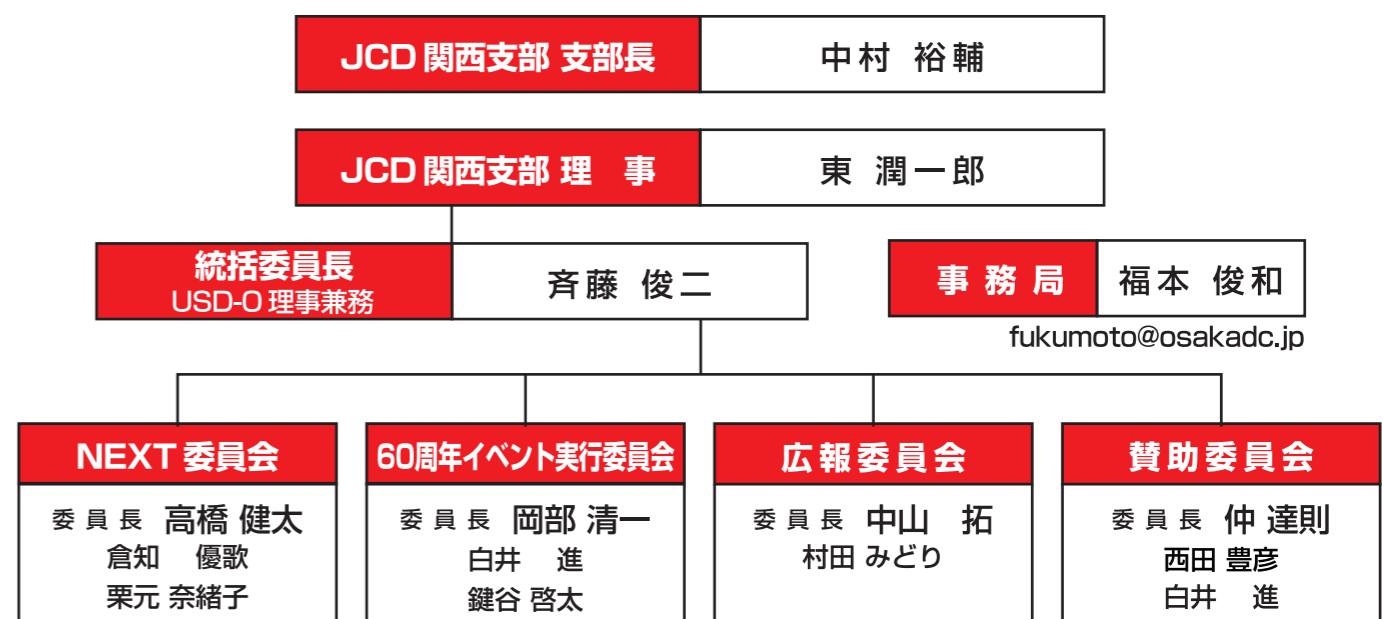 JCD 関西支部 支部長 中村 裕輔
JCD 関西支部 理　事 東 潤一郎
統括委員長
USD-O 理事兼務
斉藤 俊二
事務局 福本 俊和
fukumoto@osakadc.jp
NEXT 委員会
委員長 高橋 健太
倉知　優歌
栗元 奈緒子
60周年イベント実行委員会
委員長 岡部 清一
白井　進
鍵谷 啓太
広報委員会
委員長 中山　拓
村田 みどり
賛助委員会
委員長 仲 達則
西田 豊彦
白井　進